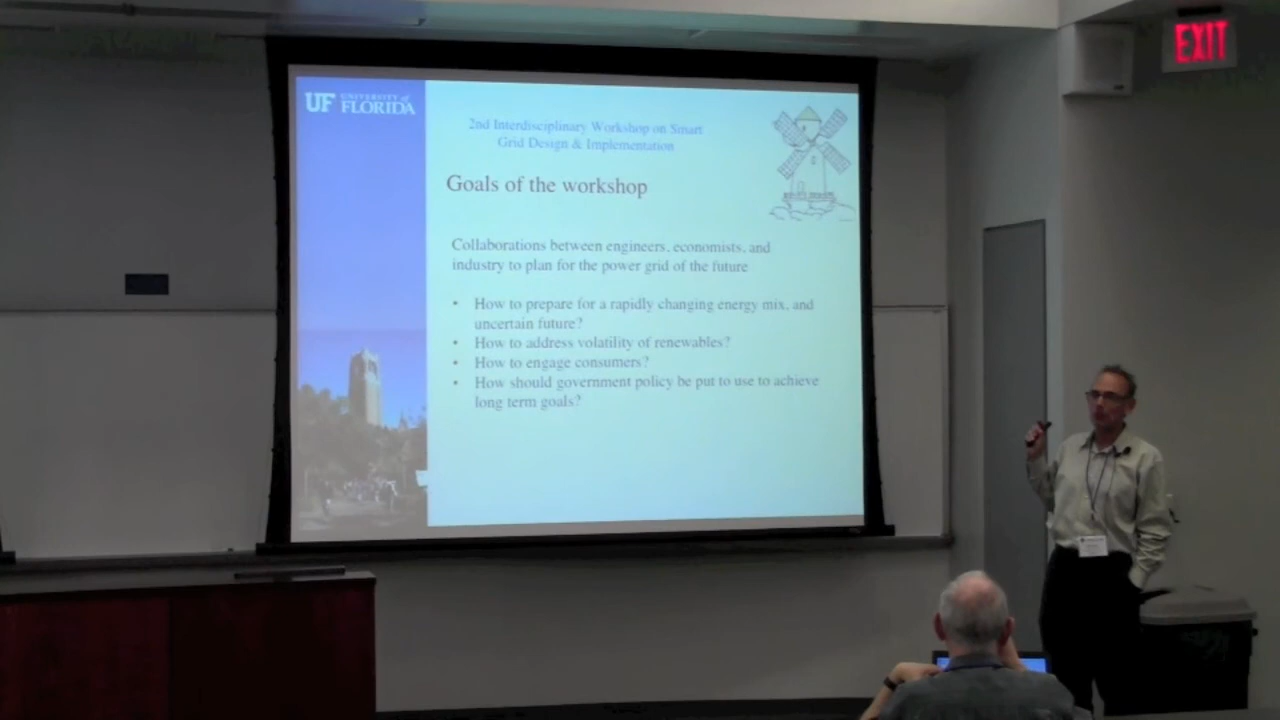 UF UNIVERSITY of
FLORIDA
2nd Interdisciplinary Workshop on Smart
Grid Design & Implementation
Goals of the workshop
Collaborations between engineers, economists, and
industry to plan for the power grid of the future
• How to prepare for a rapidly changing energy mix, and
uncertain future?
• How to address volatility of renewables?
• How to engage consumers?
• How should government policy be put to use to achieve
long term goals?
EXIT